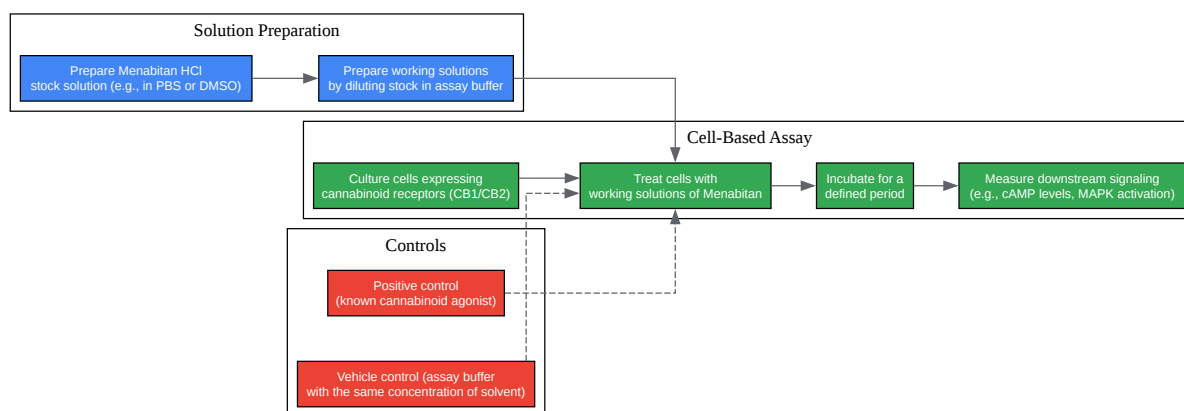 Solution Preparation
Prepare Menabitan HCl
stock solution (e.g., in PBS or DMSO)
Prepare working solutions
by diluting stock in assay buffer
Cell-Based Assay
Culture cells expressing
cannabinoid receptors (CB1/CB2)
Treat cells with
working solutions of Menabitan
Incubate for a
defined period
Measure downstream signaling
(e.g., cAMP levels, MAPK activation)
Controls
Positive control
(known cannabinoid agonist)
Vehicle control (assay buffer
with the same concentration of solvent)